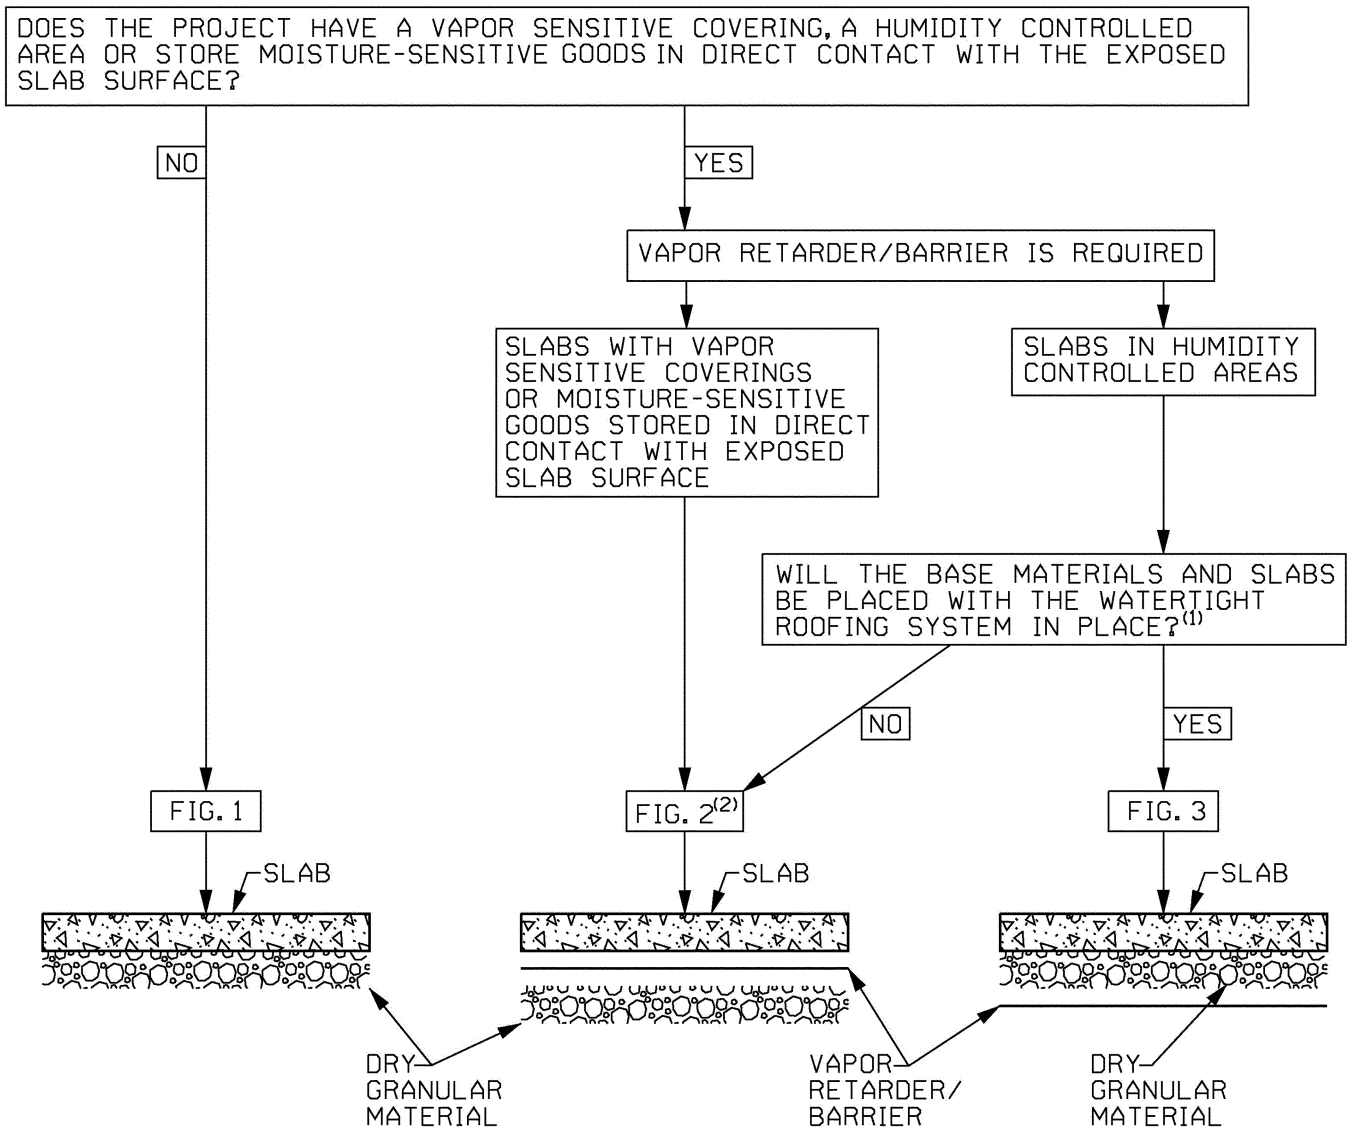 DOES THE PROJECT HAVE A VAPOR SENSITIVE COVERING, A HUMIDITY CONTROLLED
AREA OR STORE MOISTURE-SENSITIVE GOODS IN DIRECT CONTACT WITH THE EXPOSED
SLAB SURFACE?
NO
YES
VAPOR RETARDER/BARRIER IS REQUIRED
SLABS WITH VAPOR
SENSITIVE COVERINGS
OR MOISTURE-SENSITIVE
GOODS STORED IN DIRECT
CONTACT WITH EXPOSED
SLAB SURFACE
SLABS IN HUMIDITY
CONTROLLED AREAS
WILL THE BASE MATERIALS AND SLABS
BE PLACED WITH THE WATERTIGHT
ROOFING SYSTEM IN PLACE?(1)
NO
YES
FIG. 1
FIG. 2(2)
FIG. 3
SLAB
SLAB
SLAB
DRY
GRANULAR
MATERIAL
VAPOR
RETARDER/
BARRIER
DRY
GRANULAR
MATERIAL